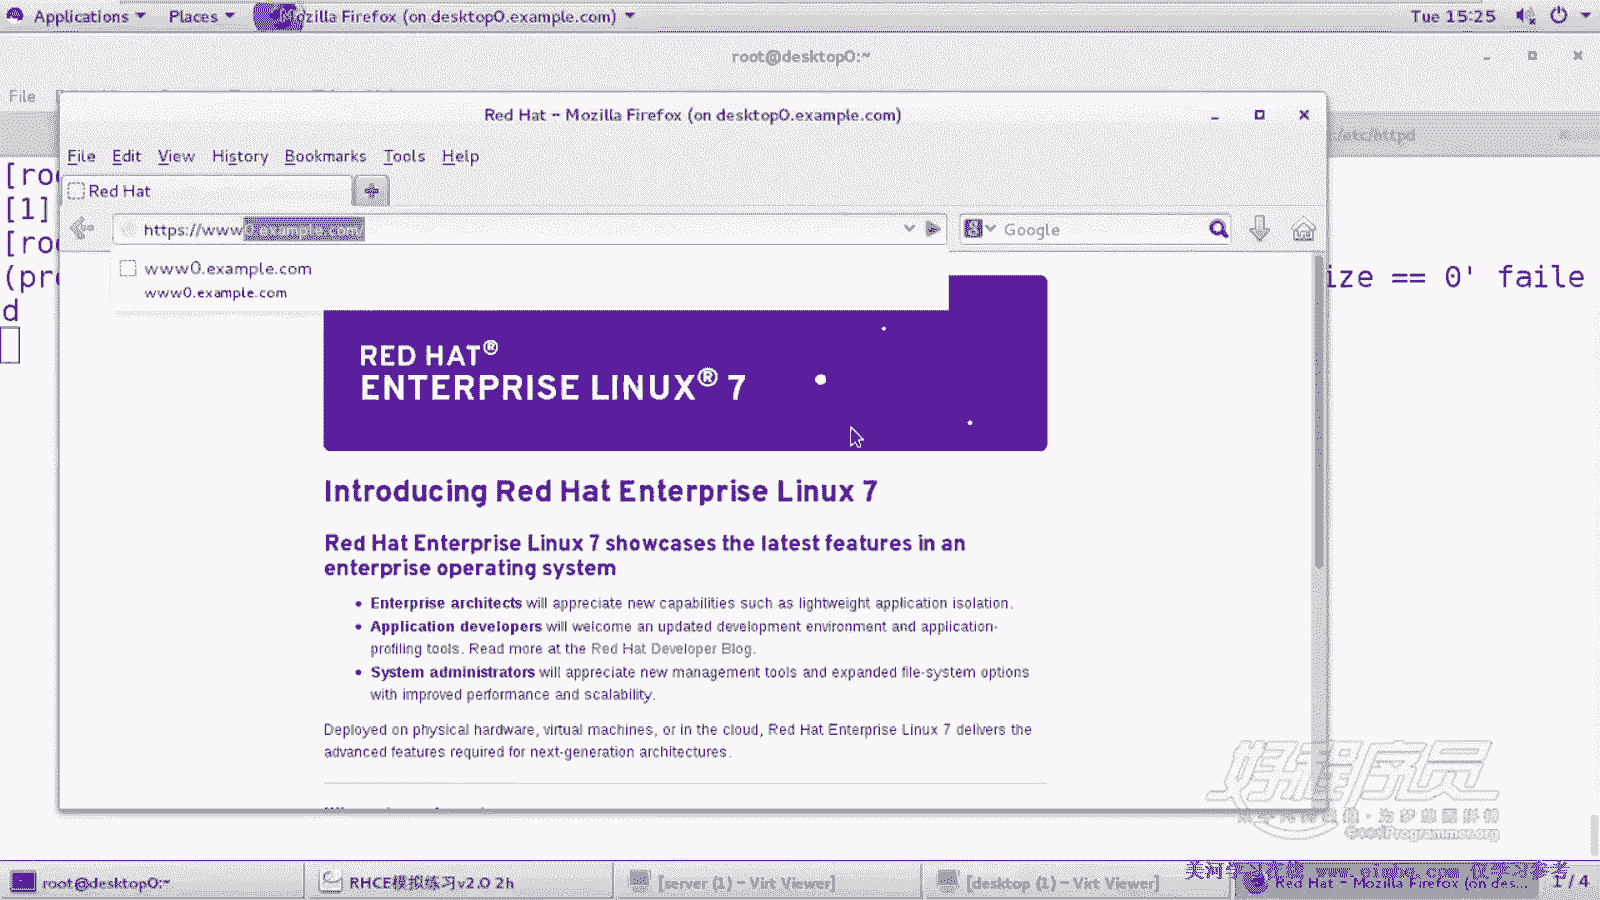 Applications Places Mozilla Firefox (on desktop0.example.com) Tue 15:25
root@desktop0:~
File
Red Hat - Mozilla Firefox (on desktop0.example.com)
/etc/httpd
File Edit View History Bookmarks Tools Help
[ro
Red Hat
[1]
https://www0.example.com/ Google
[ro
www0.example.com
(pr
ize == 0' faile
www0.example.com
d
RED HAT®
ENTERPRISE LINUX® 7
Introducing Red Hat Enterprise Linux 7
Red Hat Enterprise Linux 7 showcases the latest features in an
enterprise operating system
• Enterprise architects will appreciate new capabilities such as lightweight application isolation.
• Application developers will welcome an updated development environment and application-
profiling tools. Read more at the Red Hat Developer Blog.
• System administrators will appreciate new management tools and expanded file-system options
with improved performance and scalability.
Deployed on physical hardware, virtual machines, or in the cloud, Red Hat Enterprise Linux 7 delivers the
advanced features required for next-generation architectures.
好程序员
GoodProgrammer.org
root@desktop0:~ RHCE模拟练习v2.0 2h [server (1) - Virt Viewer] [desktop (1) - Virt Viewer] Red Hat - Mozilla Firefox (on des... 1 / 4